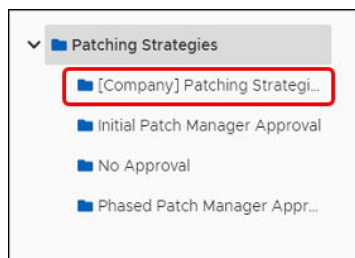 Patching Strategies
[Company] Patching Strategi...
Initial Patch Manager Approval
No Approval
Phased Patch Manager Appr...